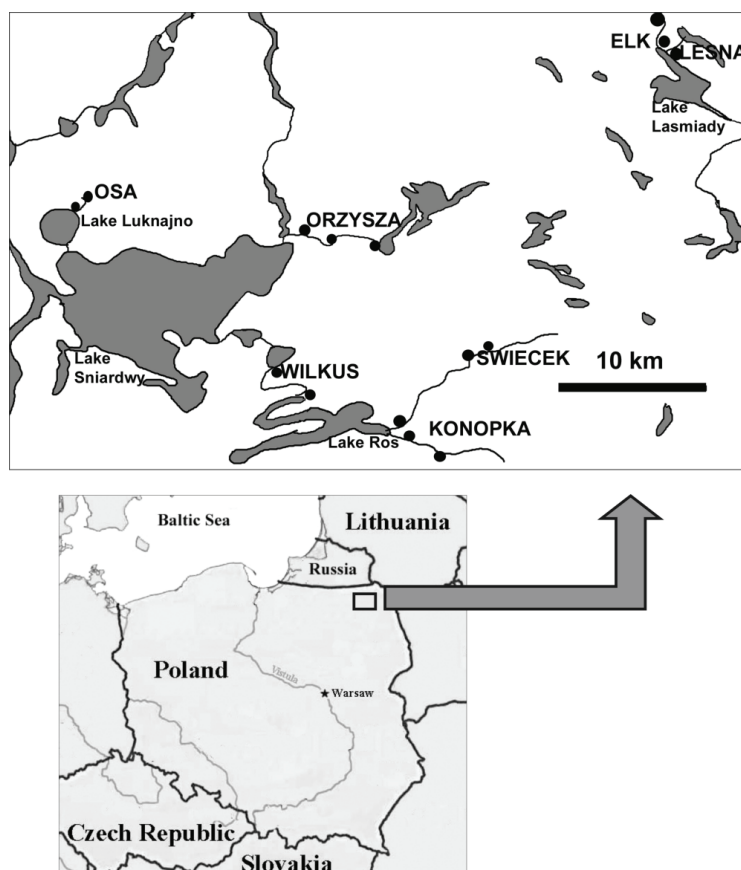 ELK
LESNA
Lake
Lasmiady
OSA
Lake Luknajno
ORZYSZA
Lake
Sniardwy
WILKUS
SWIECEK
10 km
Lake Ros
KONOPKA
Baltic Sea
Lithuania
Russia
Poland
Vistula
Warsaw
Czech Republic
Slovakia